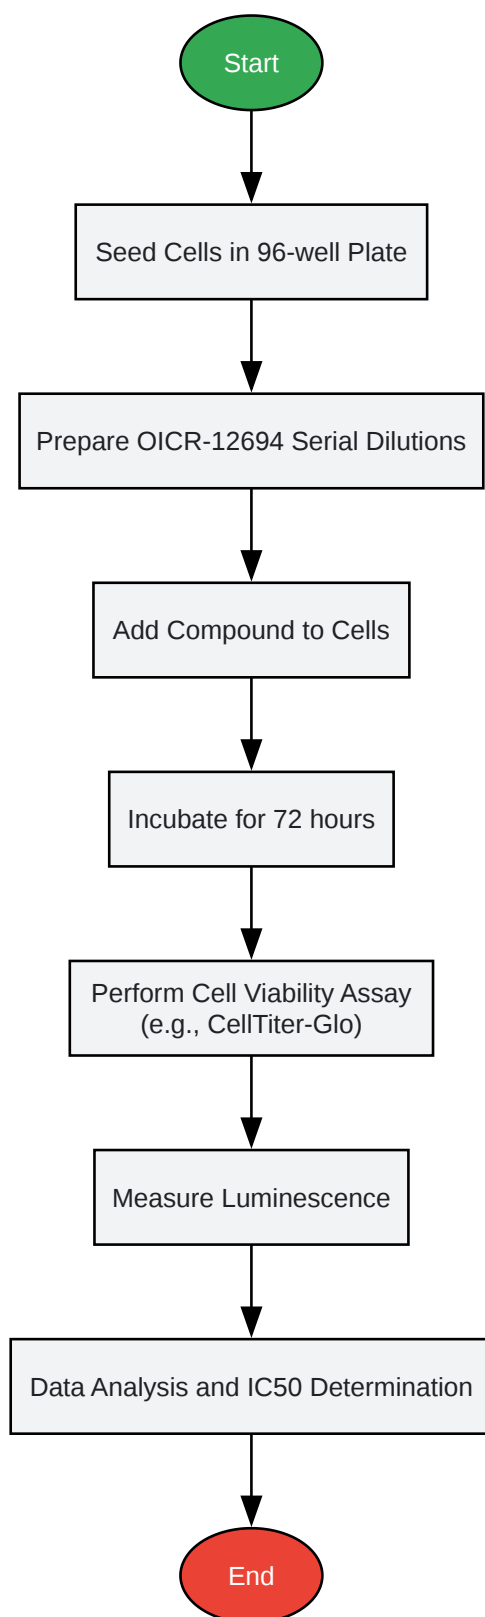 Start
Seed Cells in 96-well Plate
Prepare OICR-12694 Serial Dilutions
Add Compound to Cells
Incubate for 72 hours
Perform Cell Viability Assay
(e.g., CellTiter-Glo)
Measure Luminescence
Data Analysis and IC50 Determination
End